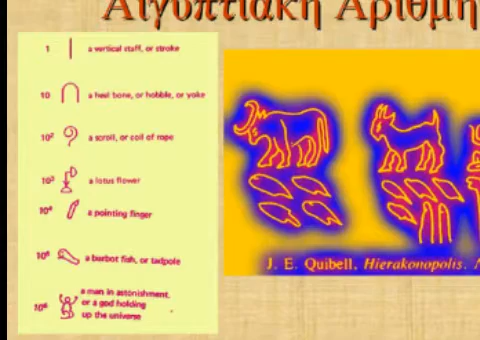 Αιγυπτιακή Αριθμη
1 a vertical staff, or stroke
10 a heel bone, or hobble, or yoke
10² a scroll, or coil of rope
10³ a lotus flower
10⁴ a pointing finger
a burbot fish, or tadpole
10⁶ a man in astonishment,
or a god holding
up the universe
J. E. Quibell, Hierakonopolis.